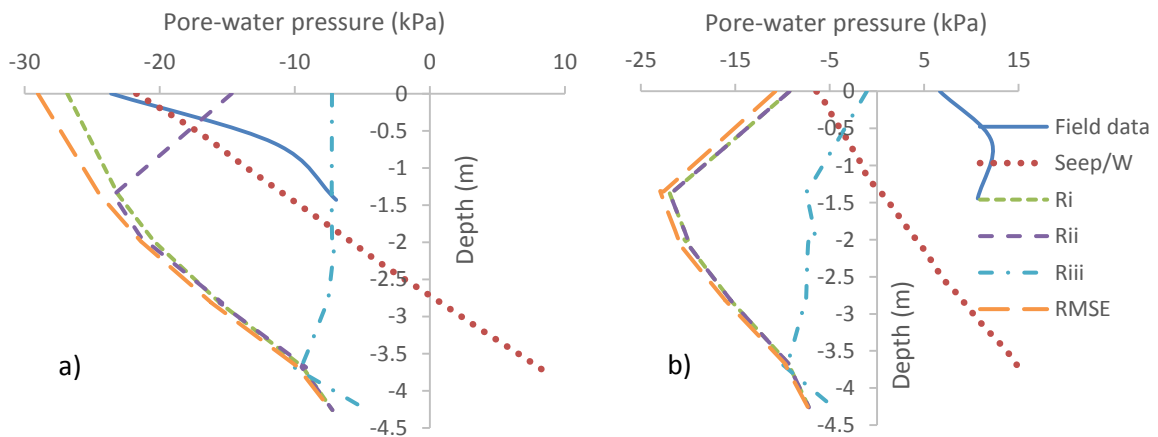 Pore-water pressure (kPa)
-30 -20 -10 0 10
0
-0.5
-1
-1.5
-2
-2.5
-3
-3.5
-4
-4.5
Depth (m)
a)
Pore-water pressure (kPa)
-25 -15 -5 5 15
0
-0.5
-1
-1.5
-2
-2.5
-3
-3.5
-4
-4.5
Depth (m)
b)
Field data
Seep/W
Ri
Rii
Riii
RMSE